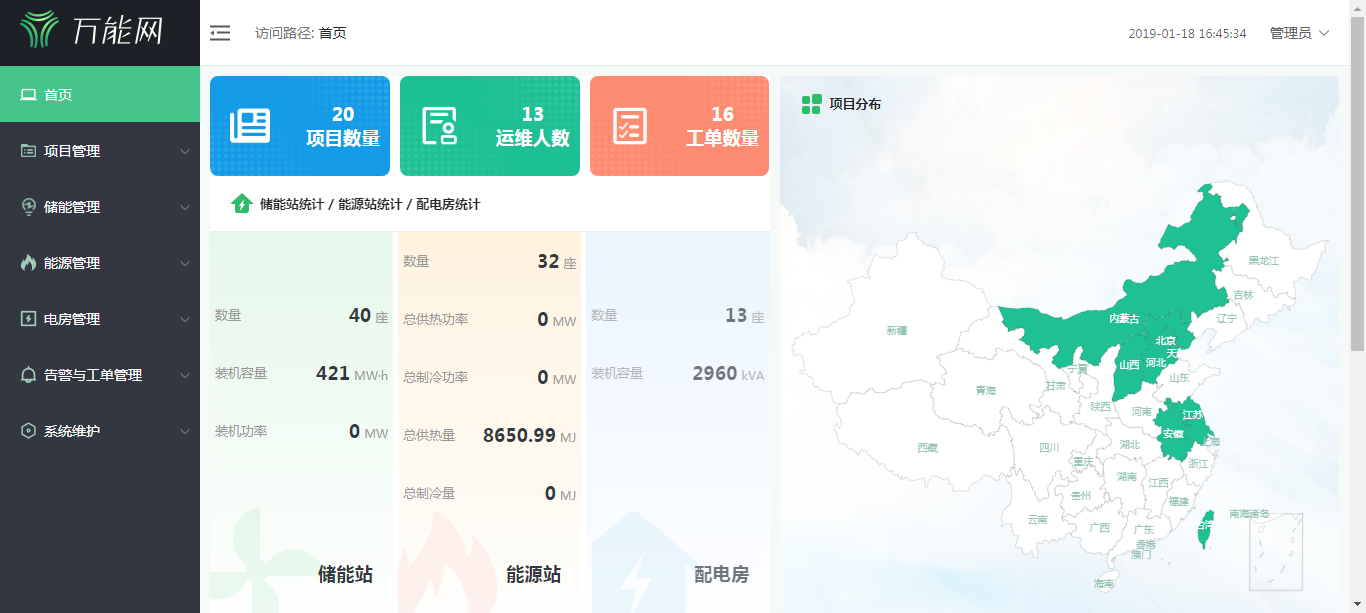 万能网
访问路径: 首页
2019-01-18 16:45:34 管理员
首页
项目管理
储能管理
能源管理
电房管理
告警与工单管理
系统维护
20
项目数量
13
运维人数
16
工单数量
储能站统计 / 能源站统计 / 配电房统计
数量 40 座
装机容量 421 MW·h
装机功率 0 MW
储能站
数量 32 座
总供热功率 0 MW
总制冷功率 0 MW
总供热量 8650.99 MJ
总制冷量 0 MJ
能源站
数量 13 座
装机容量 2960 kVA
配电房
项目分布
黑龙江
吉林
辽宁
内蒙古
新疆
北京
天
山西
河北
宁夏
山东
甘肃
青海
陕西
河南
江苏
安徽
上海
西藏
四川
湖北
重庆
浙江
湖南
江西
贵州
福建
云南
广西
广东
台湾
南海诸岛
香港
澳门
海南